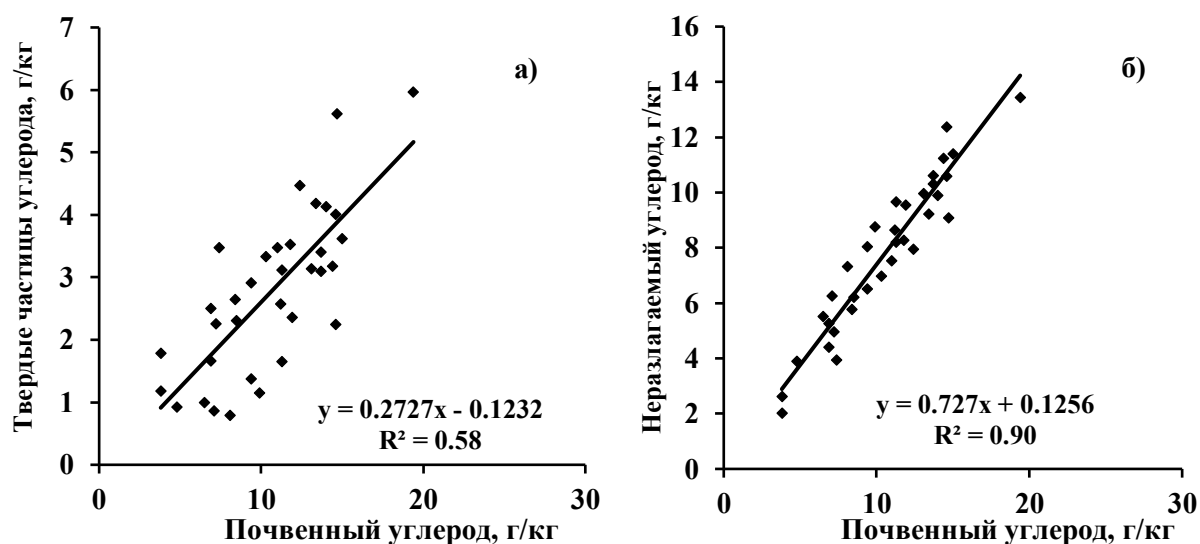 Твердые частицы углерода, г/кг
7
6
5
4
3
2
1
0
а)
y = 0.2727x - 0.1232
R² = 0.58
0 10 20 30
Почвенный углерод, г/кг
Неразлагаемый углерод, г/кг
16
14
12
10
8
6
4
2
0
б)
y = 0.727x + 0.1256
R² = 0.90
0 10 20 30
Почвенный углерод, г/кг